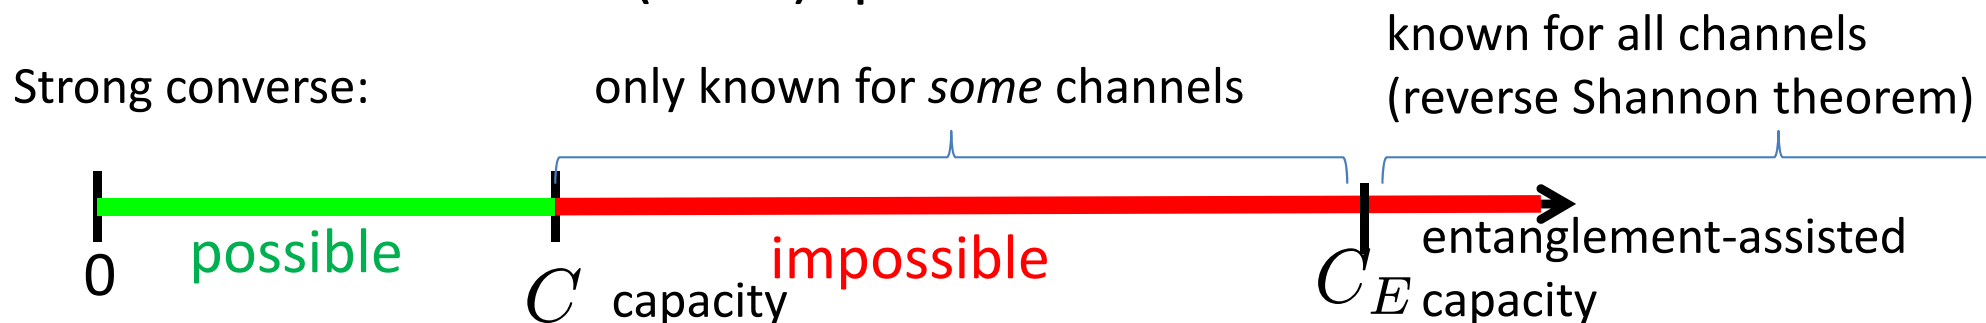 known for all channels
Strong converse: only known for some channels (reverse Shannon theorem)
possible impossible entanglement-assisted
0 C capacity C_E capacity